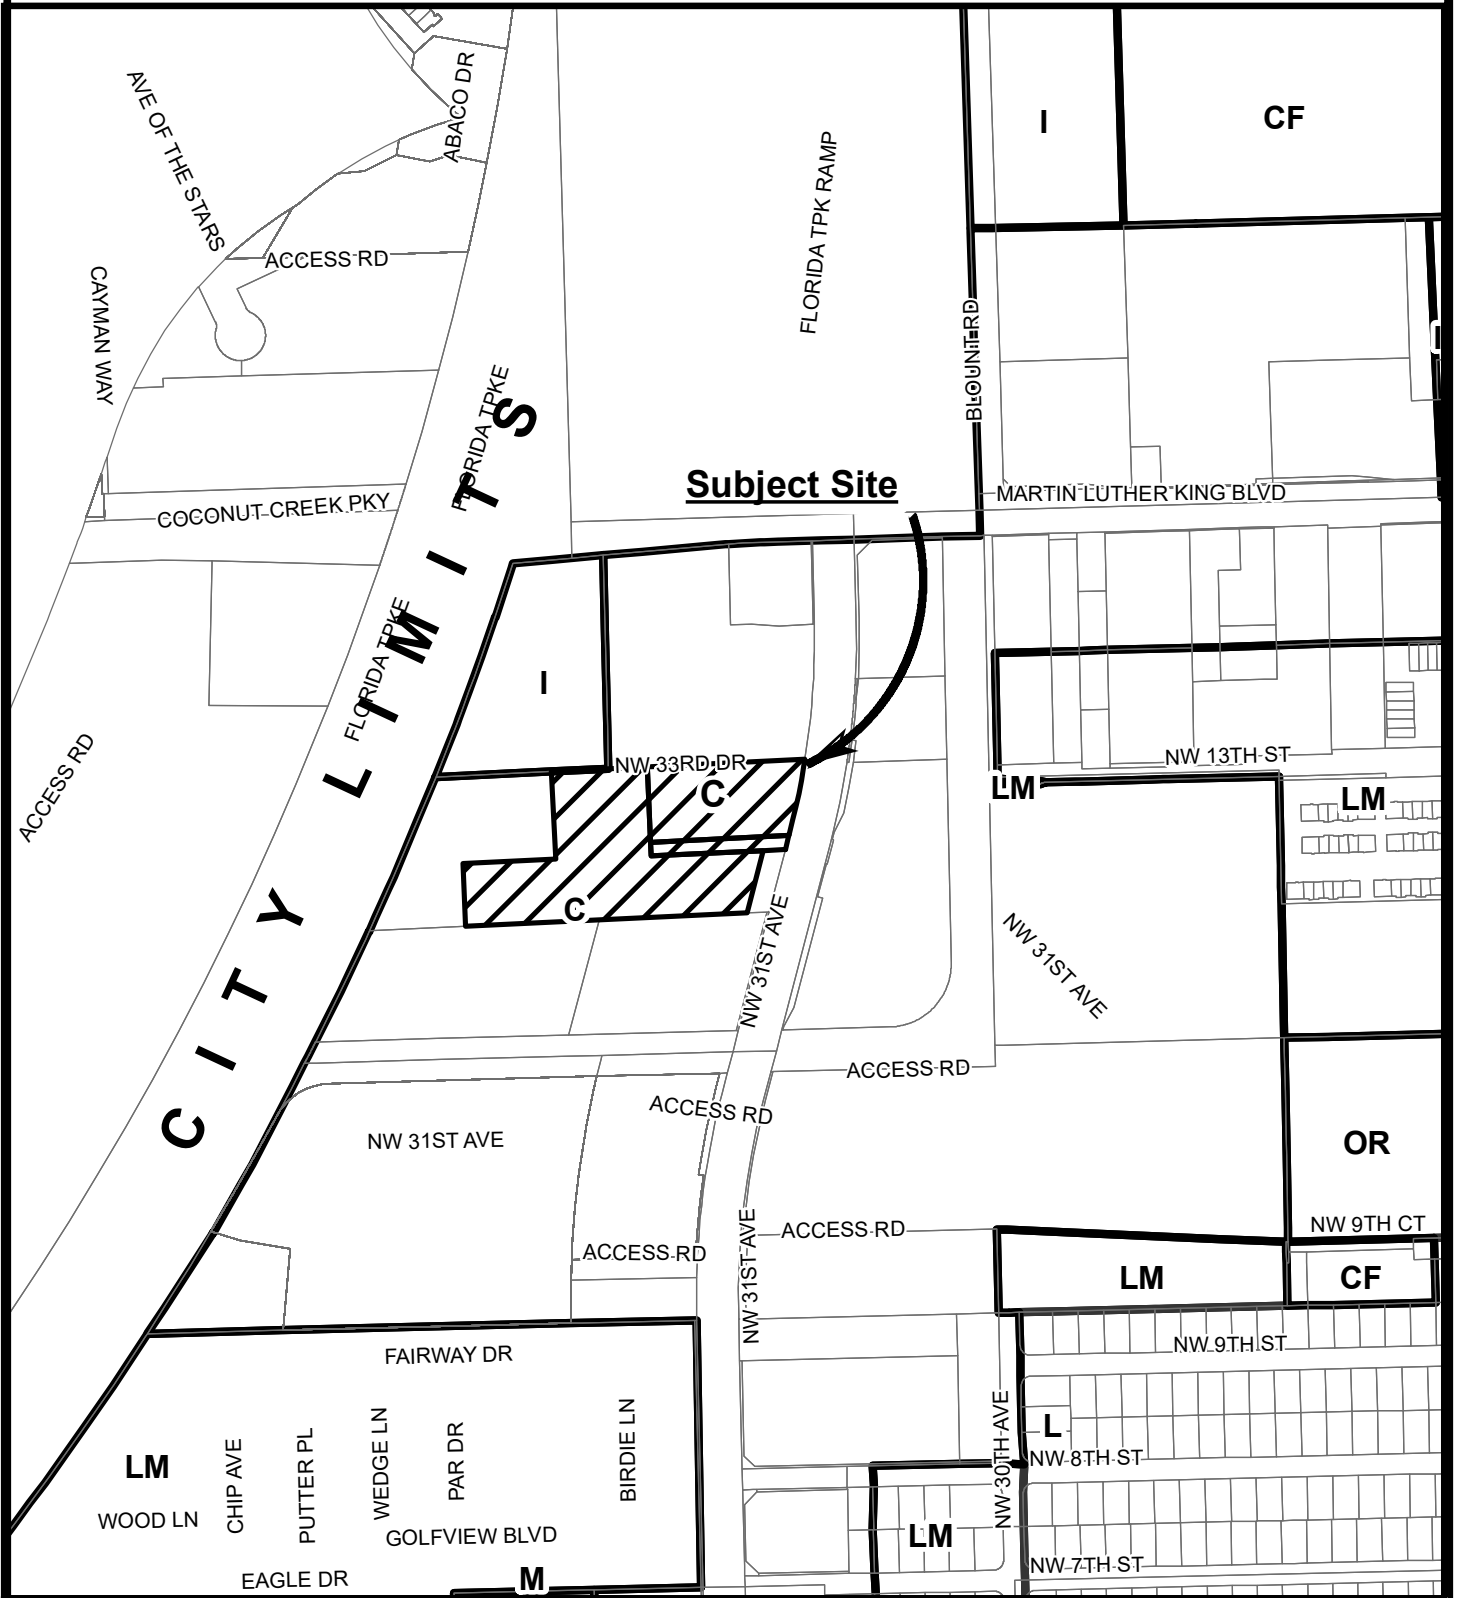 ABACO DR
AVE OF THE STARS
I
CF
FLORIDA TPK RAMP
ACCESS RD
CAYMAN WAY
BLOUNT RD
FLORIDA TPKE
Subject Site
MARTIN LUTHER KING BLVD
COCONUT CREEK PKY
CITY LIMITS
FLORIDA TPKE
I
ACCESS RD
NW 33RD DR
C
NW 13TH ST
LM
LM
C
NW 31ST AVE
NW 31ST AVE
ACCESS RD
ACCESS RD
NW 31ST AVE
OR
NW 9TH CT
ACCESS RD
ACCESS RD
NW 31ST AVE
LM
CF
NW 9TH ST
FAIRWAY DR
L
NW 30TH AVE
NW 8TH ST
LM
CHIP AVE
PUTTER PL
WEDGE LN
PAR DR
BIRDIE LN
WOOD LN
GOLFVIEW BLVD
LM
NW 7TH ST
EAGLE DR
M